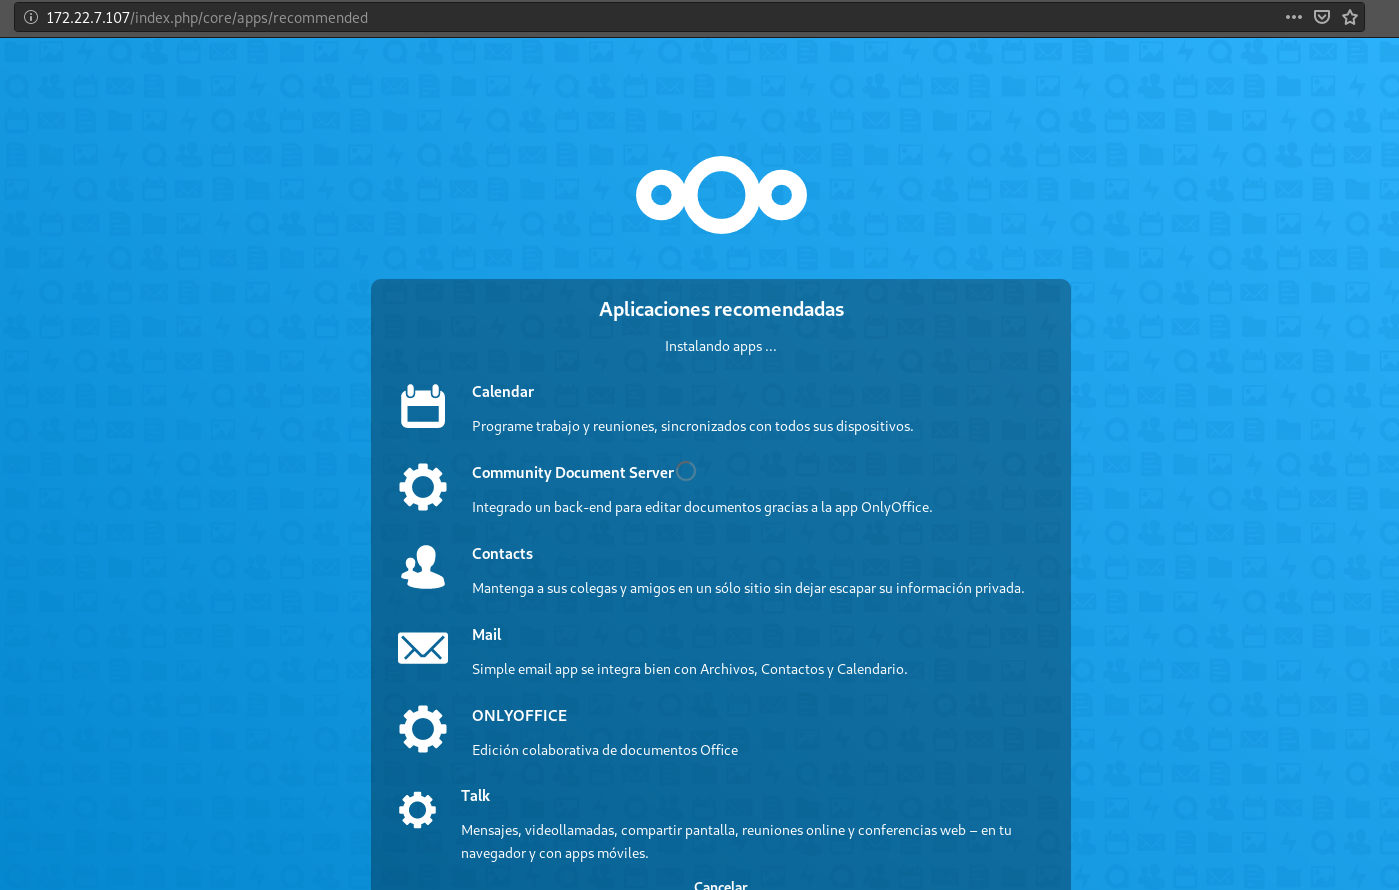 172.22.7.107/index.php/core/apps/recommended
Aplicaciones recomendadas
Instalando apps ...
Calendar
Programe trabajo y reuniones, sincronizados con todos sus dispositivos.
Community Document Server
Integrado un back-end para editar documentos gracias a la app OnlyOffice.
Contacts
Mantenga a sus colegas y amigos en un sólo sitio sin dejar escapar su información privada.
Mail
Simple email app se integra bien con Archivos, Contactos y Calendario.
ONLYOFFICE
Edición colaborativa de documentos Office
Talk
Mensajes, videollamadas, compartir pantalla, reuniones online y conferencias web – en tu
navegador y con apps móviles.
Cancelar